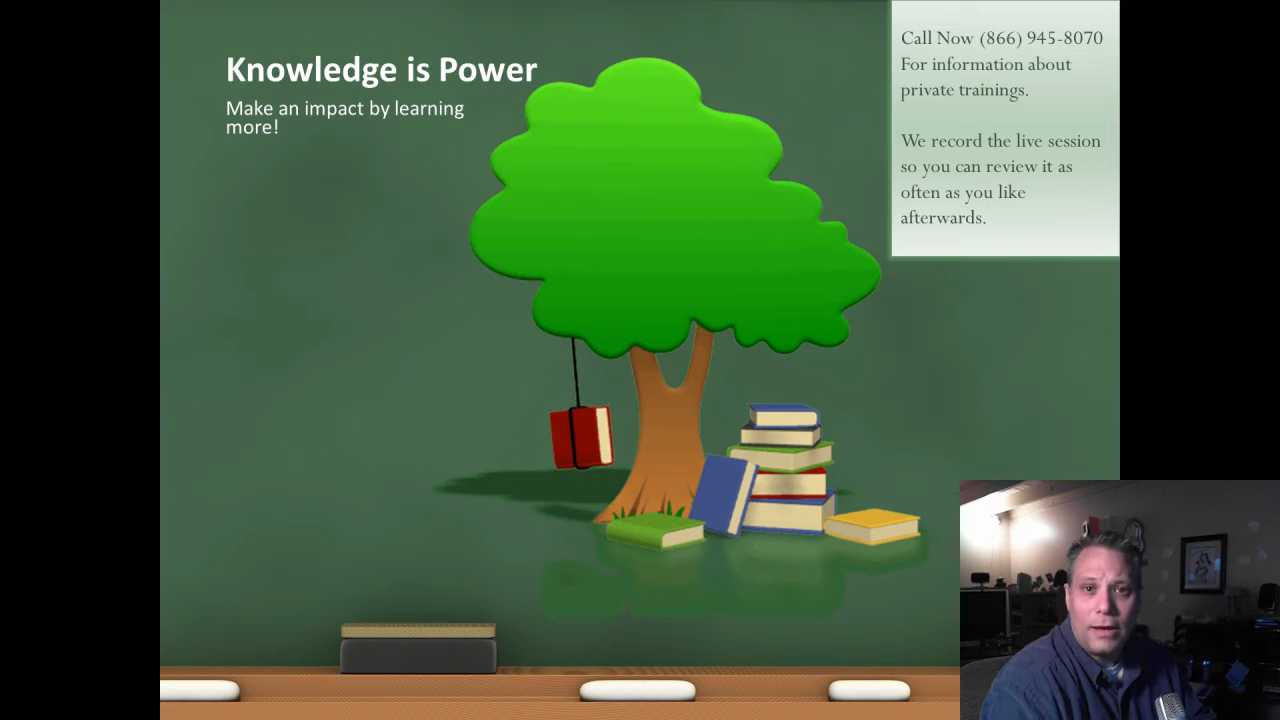 Knowledge is Power
Make an impact by learning
more!
Call Now (866) 945-8070
For information about
private trainings.
We record the live session
so you can review it as
often as you like
afterwards.